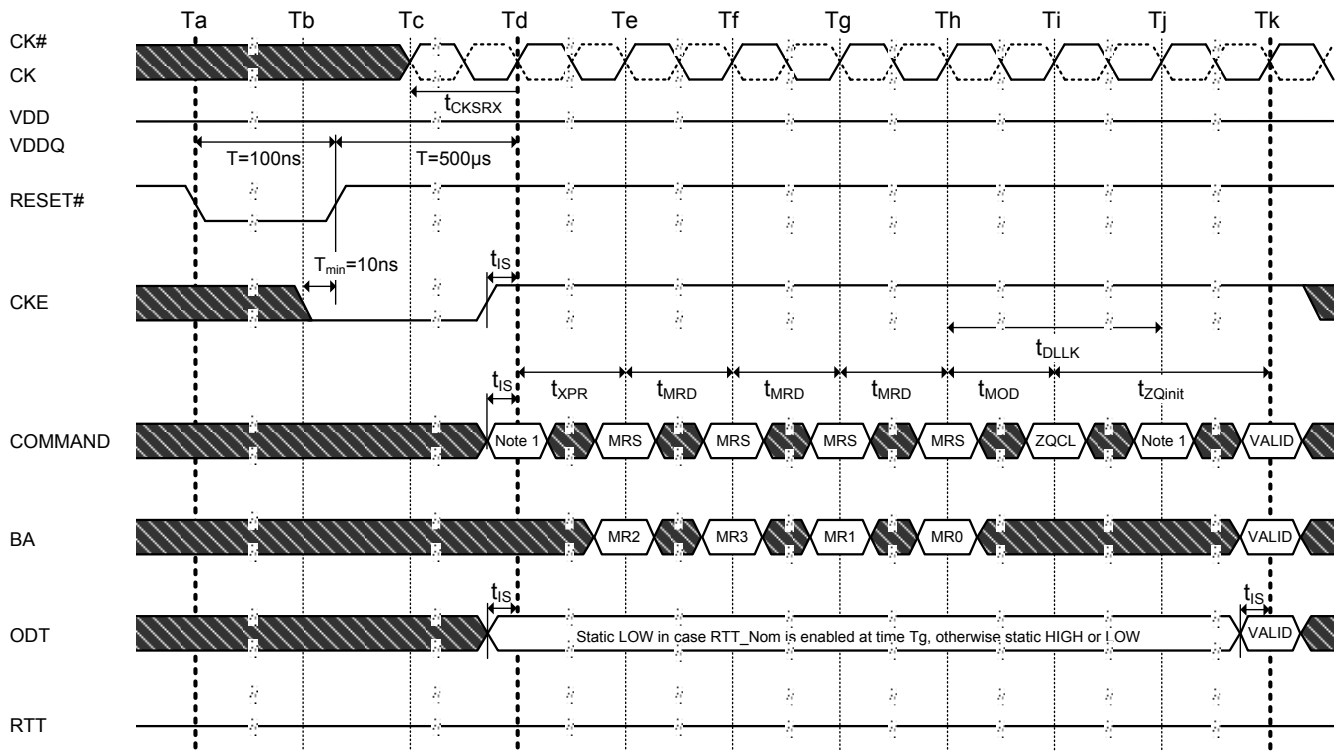 Ta Tb Tc Td Te Tf Tg Th Ti Tj Tk
CK#
CK
tCKSRX
VDD
VDDQ
T=100ns T=500µs
RESET#
Tmin=10ns tIS
CKE
tDLLK
tIS tXPR tMRD tMRD tMRD tMOD tZQinit
COMMAND Note 1 MRS MRS MRS MRS ZQCL Note 1 VALID
BA MR2 MR3 MR1 MR0 VALID
tIS tIS
ODT Static LOW in case RTT_Nom is enabled at time Tg, otherwise static HIGH or LOW VALID
RTT